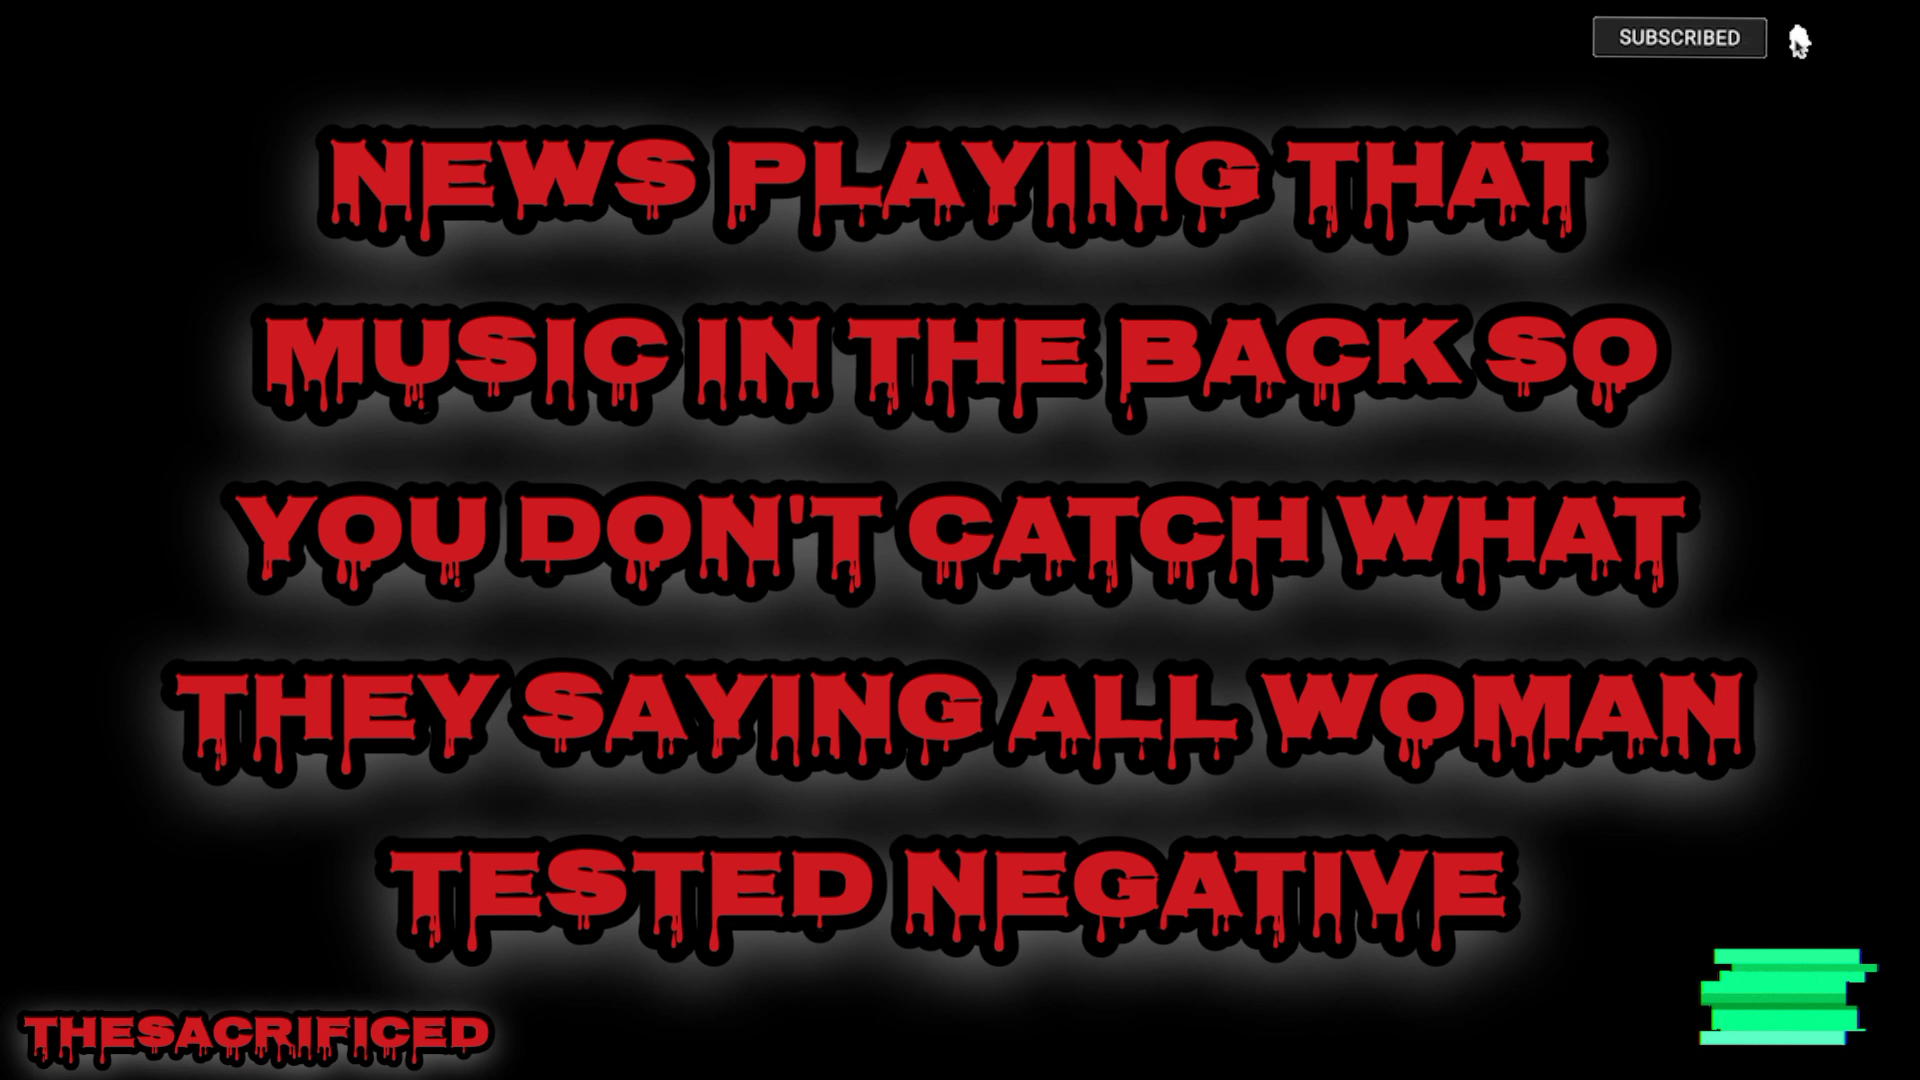 SUBSCRIBED
NEWS PLAYING THAT
MUSIC IN THE BACK SO
YOU DON'T CATCH WHAT
THEY SAYING ALL WOMAN
TESTED NEGATIVE
THESACRIFICED